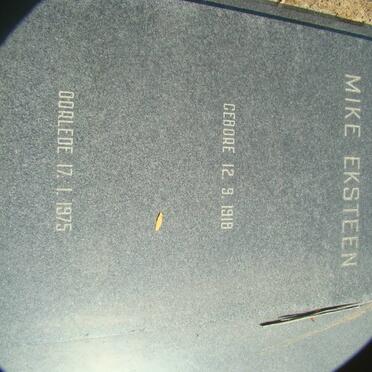 MIKE EKSTEEN
GEBORE 12. 9. 1918
OORLEDE 17. 1. 1975